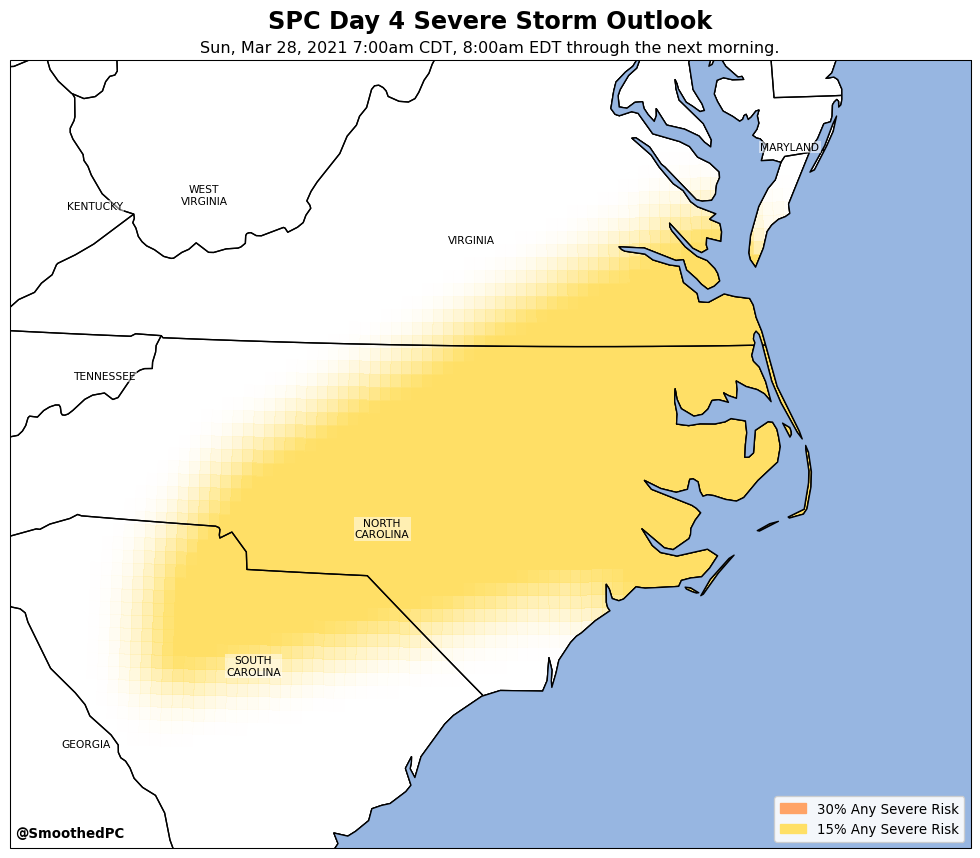 SPC Day 4 Severe Storm Outlook
Sun, Mar 28, 2021 7:00am CDT, 8:00am EDT through the next morning.
MARYLAND
WEST
VIRGINIA
KENTUCKY
VIRGINIA
TENNESSEE
NORTH
CAROLINA
SOUTH
CAROLINA
GEORGIA
30% Any Severe Risk
15% Any Severe Risk
@SmoothedPC